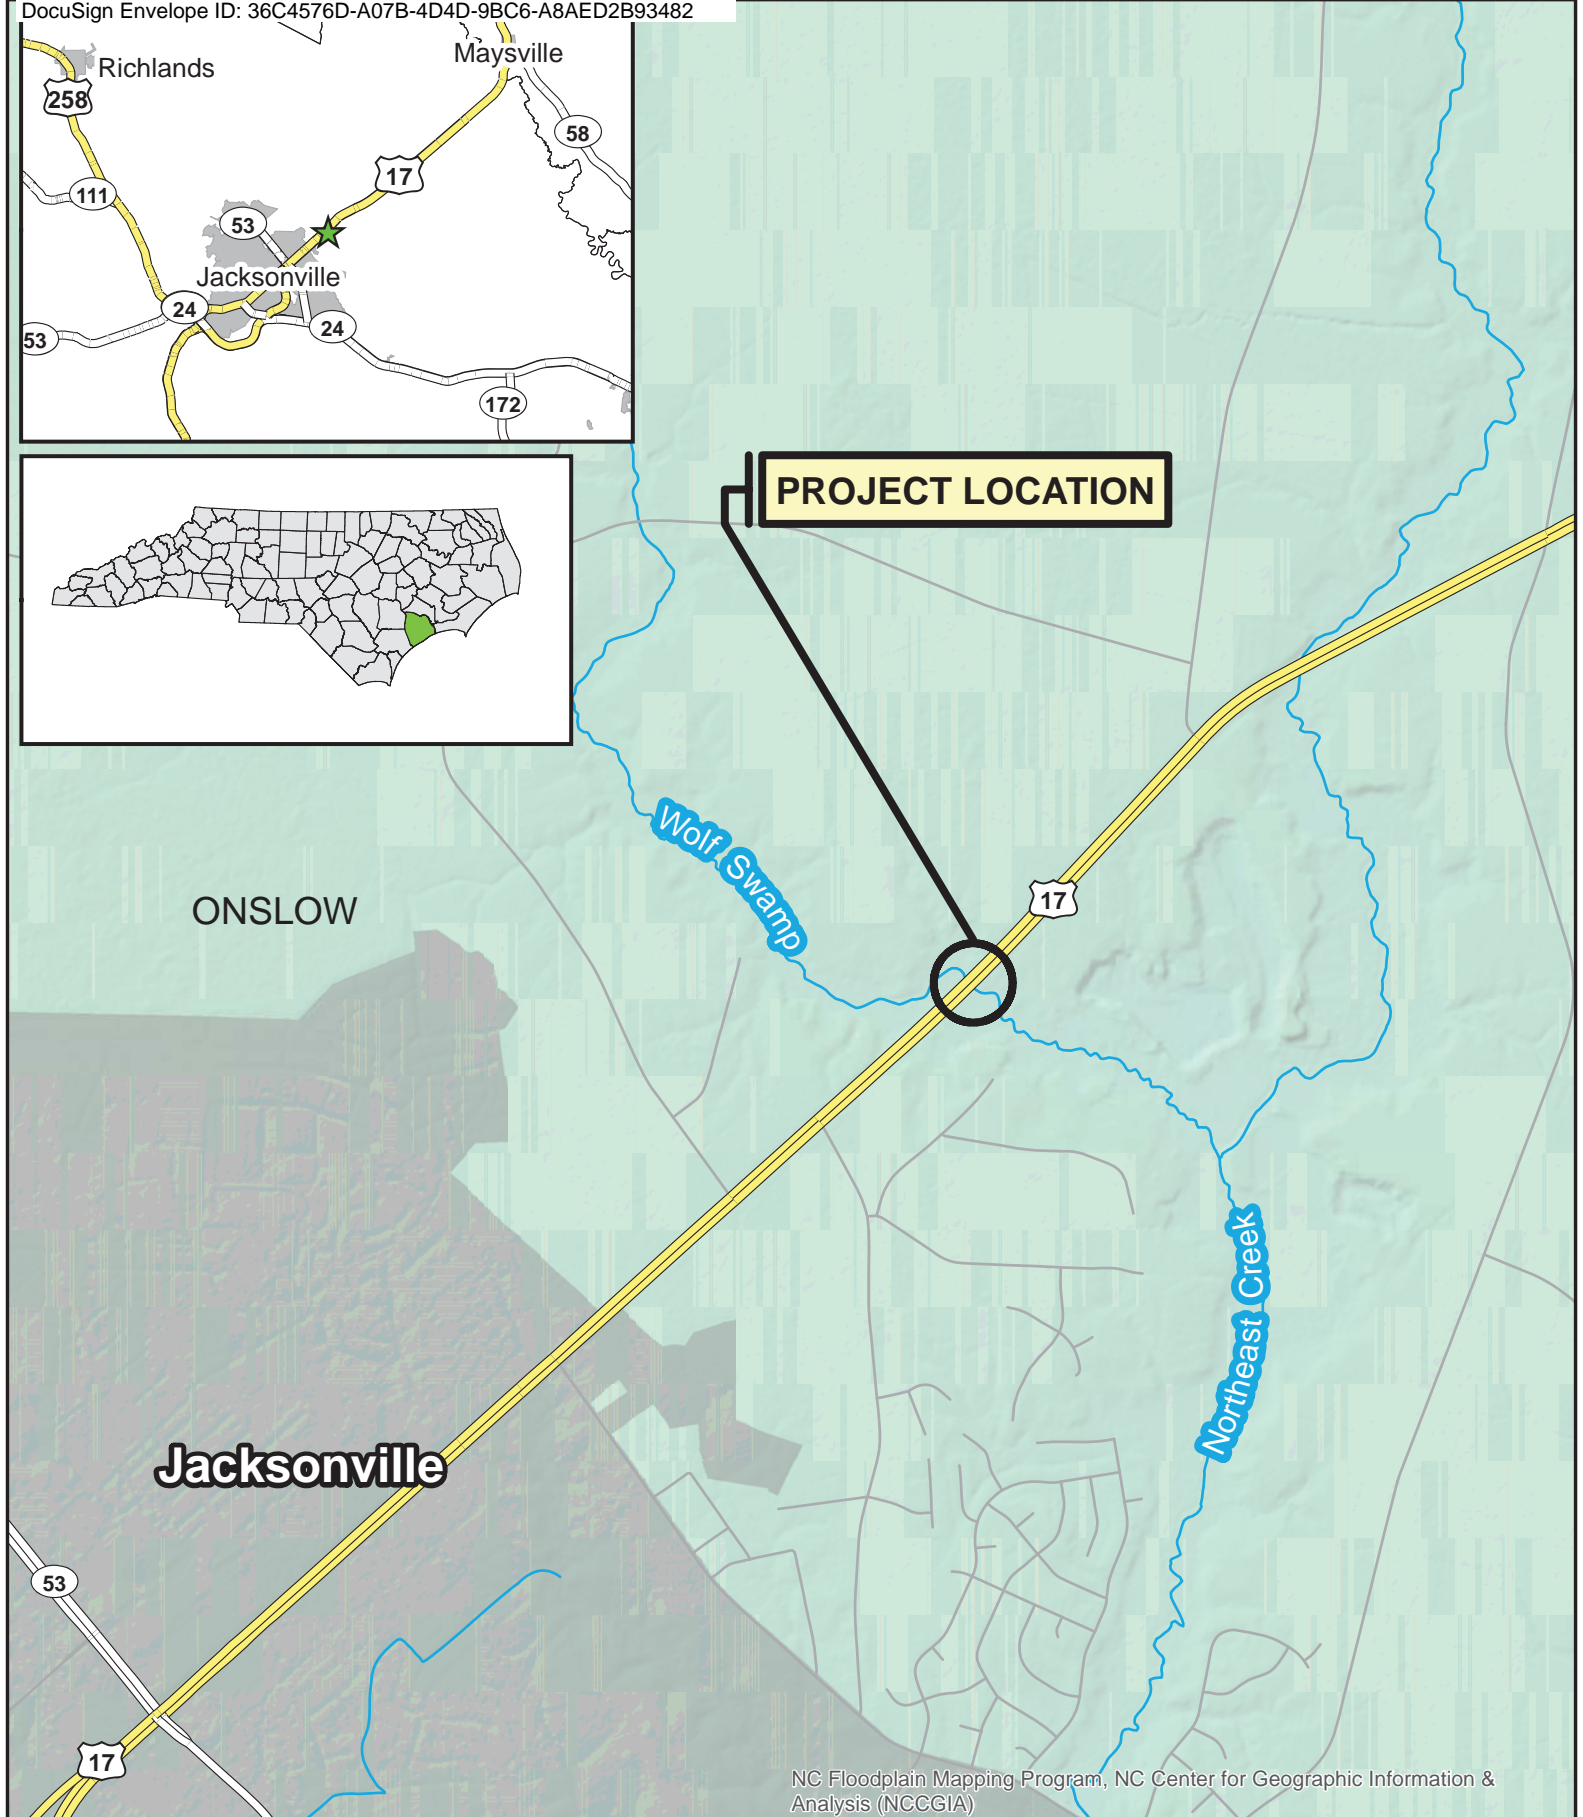 DocuSign Envelope ID: 36C4576D-A07B-4D4D-9BC6-A8AED2B93482
Maysville
Richlands
258
58
17
111
53
Jacksonville
24
24
53
172
PROJECT LOCATION
Wolf Swamp
17
ONSLOW
Northeast Creek
Jacksonville
53
17
NC Floodplain Mapping Program, NC Center for Geographic Information &
Analysis (NCCGIA)